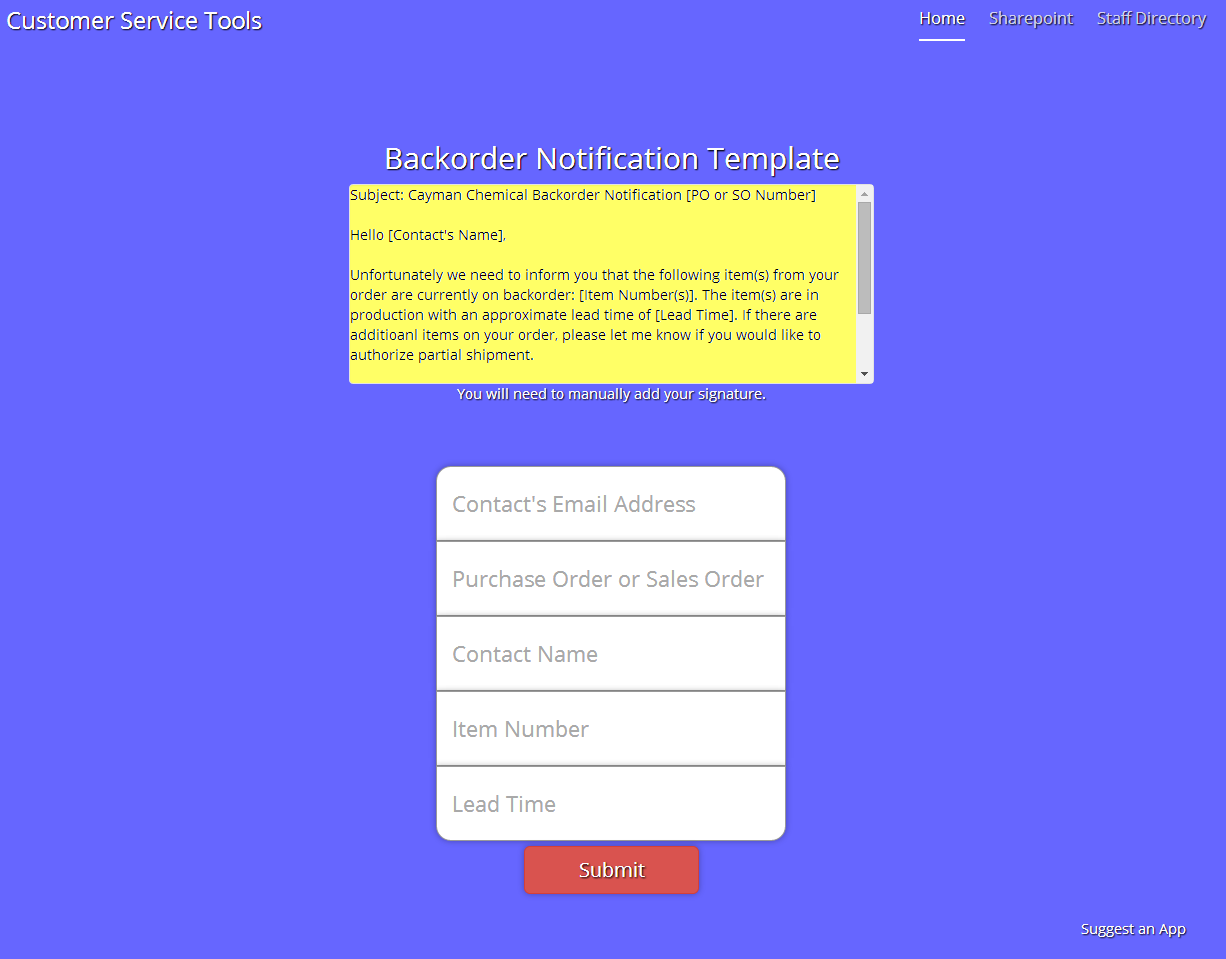 Customer Service Tools
Home Sharepoint Staff Directory
Backorder Notification Template
Subject: Cayman Chemical Backorder Notification [PO or SO Number]
Hello [Contact's Name],
Unfortunately we need to inform you that the following item(s) from your
order are currently on backorder: [Item Number(s)]. The item(s) are in
production with an approximate lead time of [Lead Time]. If there are
additioanl items on your order, please let me know if you would like to
authorize partial shipment.
You will need to manually add your signature.
Contact's Email Address
Purchase Order or Sales Order
Contact Name
Item Number
Lead Time
Submit
Suggest an App